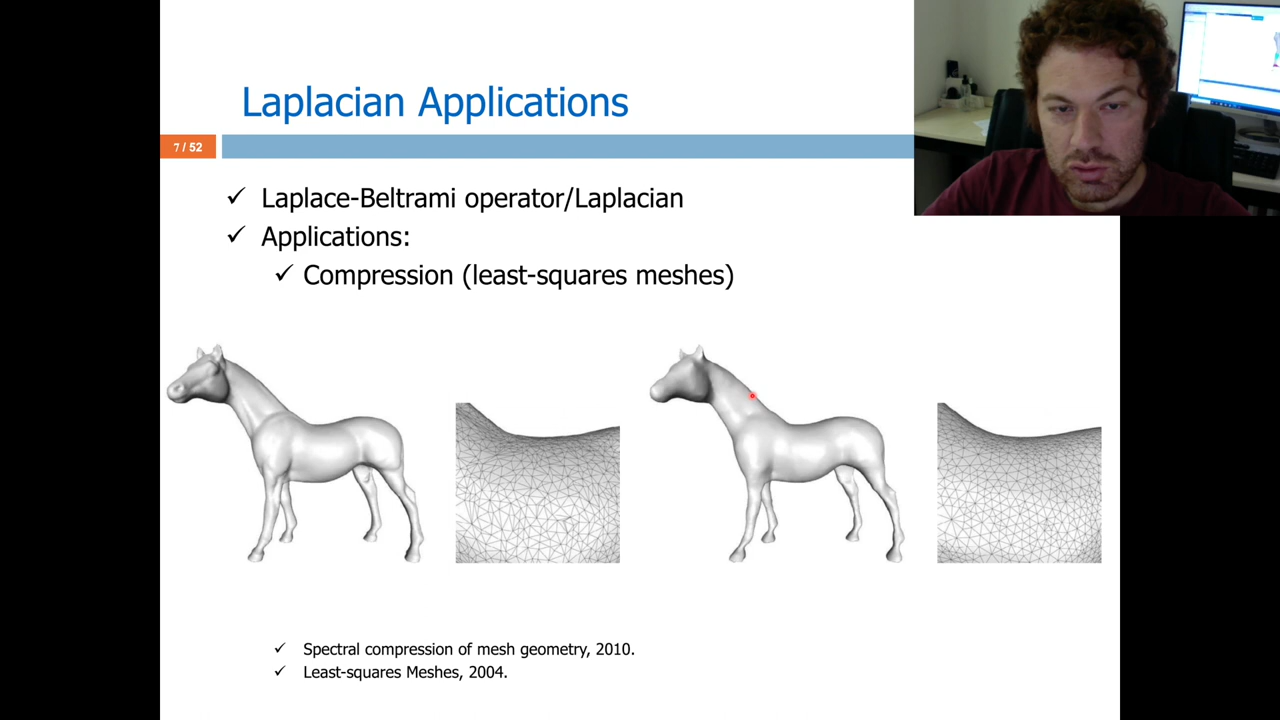 Laplacian Applications
7 / 52
✓ Laplace-Beltrami operator/Laplacian
✓ Applications:
✓ Compression (least-squares meshes)
✓ Spectral compression of mesh geometry, 2010.
✓ Least-squares Meshes, 2004.